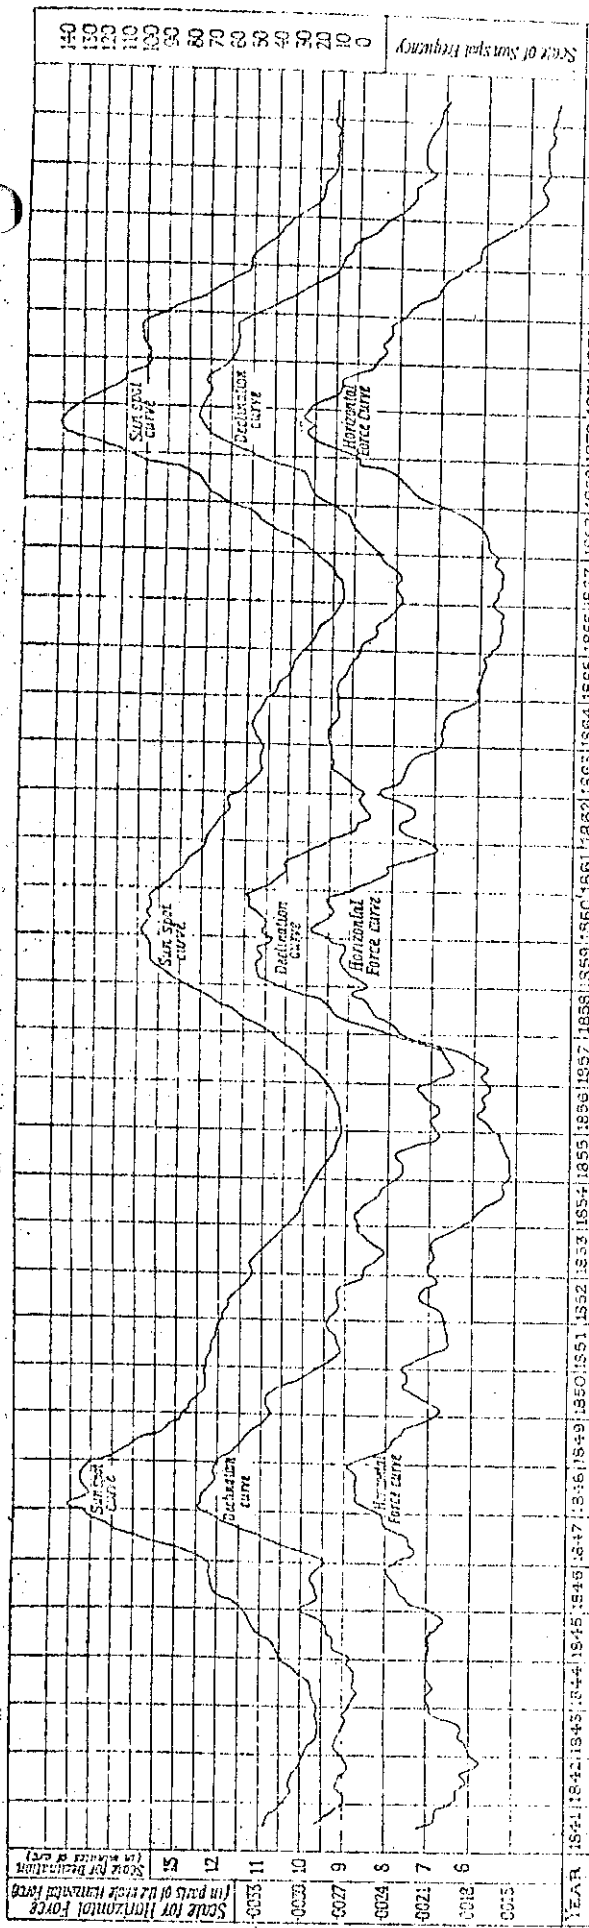 Scale for Horizontal Force
(in parts of the whole Horizontal Force)
Scale for Declination
(in minutes of arc)
·0033
·0030
·0027
·0024
·0021
·0018
·0015
13
12
11
10
9
8
7
6
Sun spot
curve
Declination
curve
Horizontal
Force curve
Sun spot
curve
Declination
curve
Horizontal
Force curve
Sun spot
curve
Declination
curve
Horizontal
Force Curve
140
130
120
110
100
90
80
70
60
50
40
30
20
10
0
Scale of Sun spot Frequency
YEAR 1841 1842 1843 1844 1845 1846 1847 1848 1849 1850 1851 1852 1853 1854 1855 1856 1857 1858 1859 1860 1861 1862 1863 1864